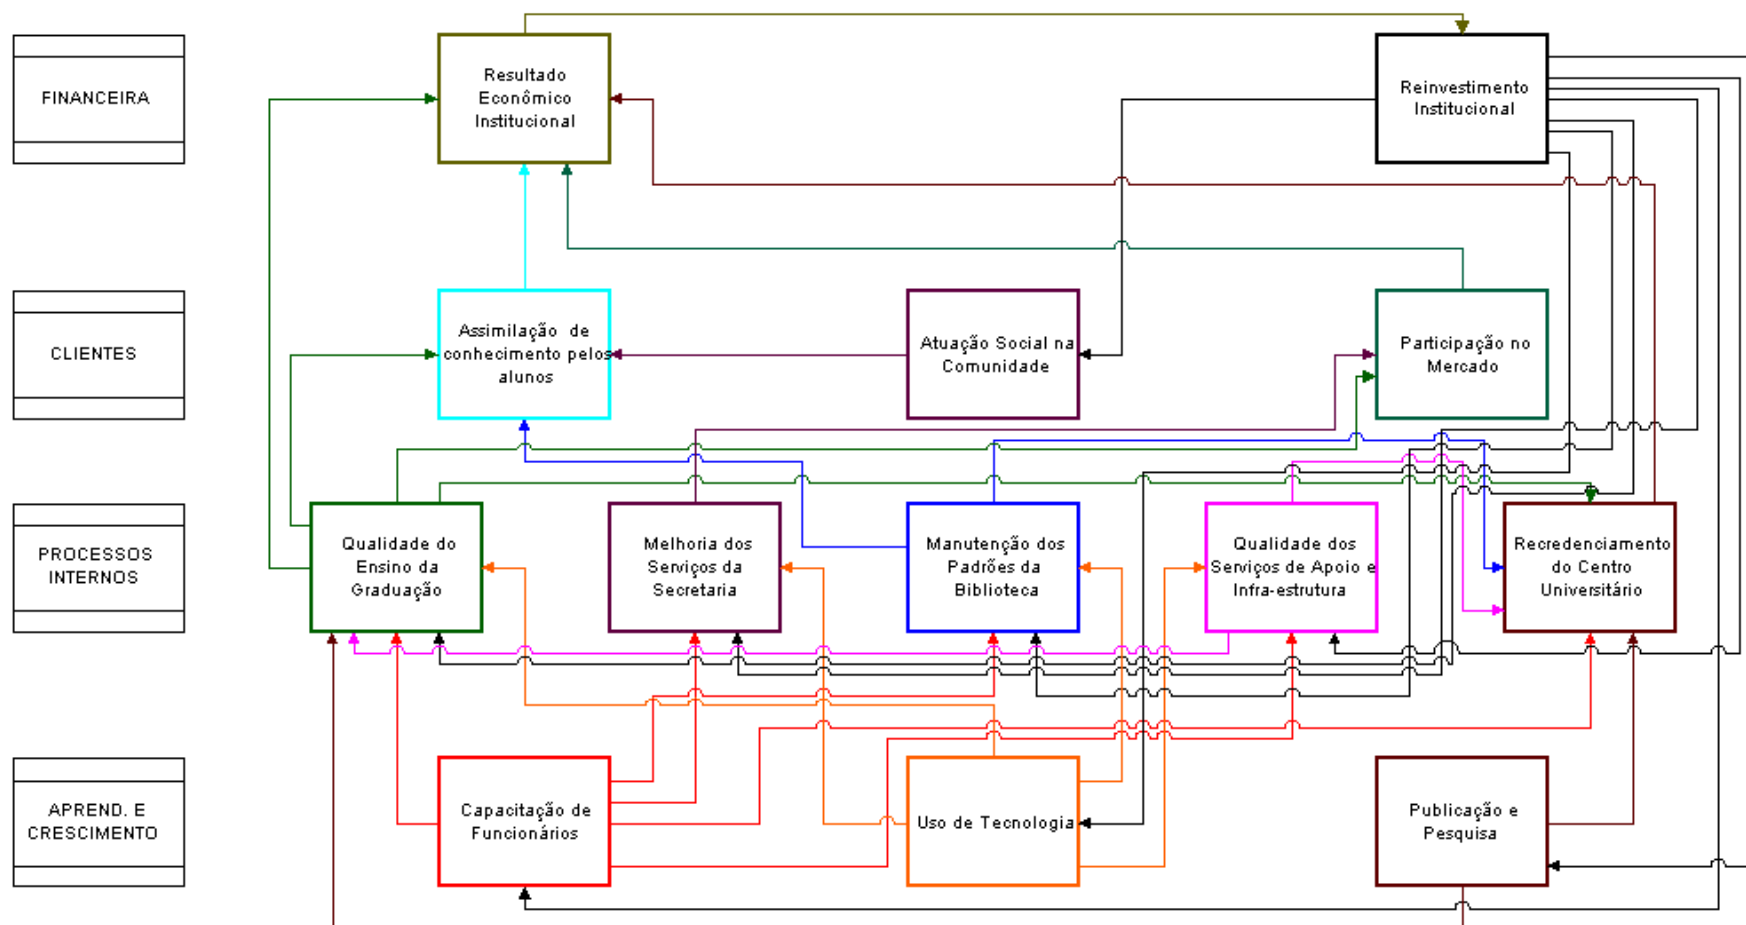 FINANCEIRA
Resultado
Econômico
Institucional
Reinvestimento
Institucional
CLIENTES
Assimilação de
conhecimento pelos
alunos
Atuação Social na
Comunidade
Participação no
Mercado
PROCESSOS
INTERNOS
Qualidade do
Ensino da
Graduação
Melhoria dos
Serviços da
Secretaria
Manutenção dos
Padrões da
Biblioteca
Qualidade dos
Serviços de Apoio e
Infra-estrutura
Recredenciamento
do Centro
Universitário
APREND. E
CRESCIMENTO
Capacitação de
Funcionários
Uso de Tecnologia
Publicação e
Pesquisa